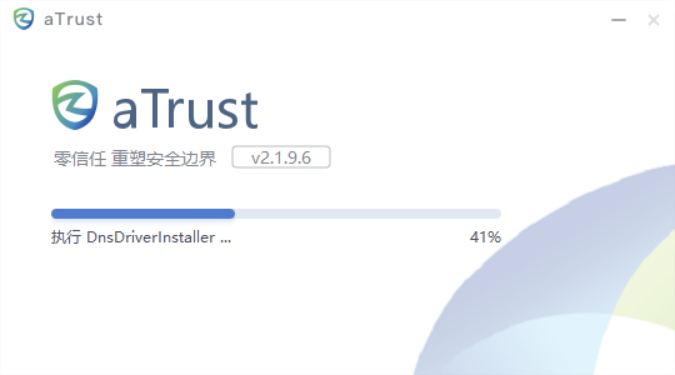 aTrust
aTrust
零信任 重塑安全边界 v2.1.9.6
执行 DnsDriverInstaller ... 41%